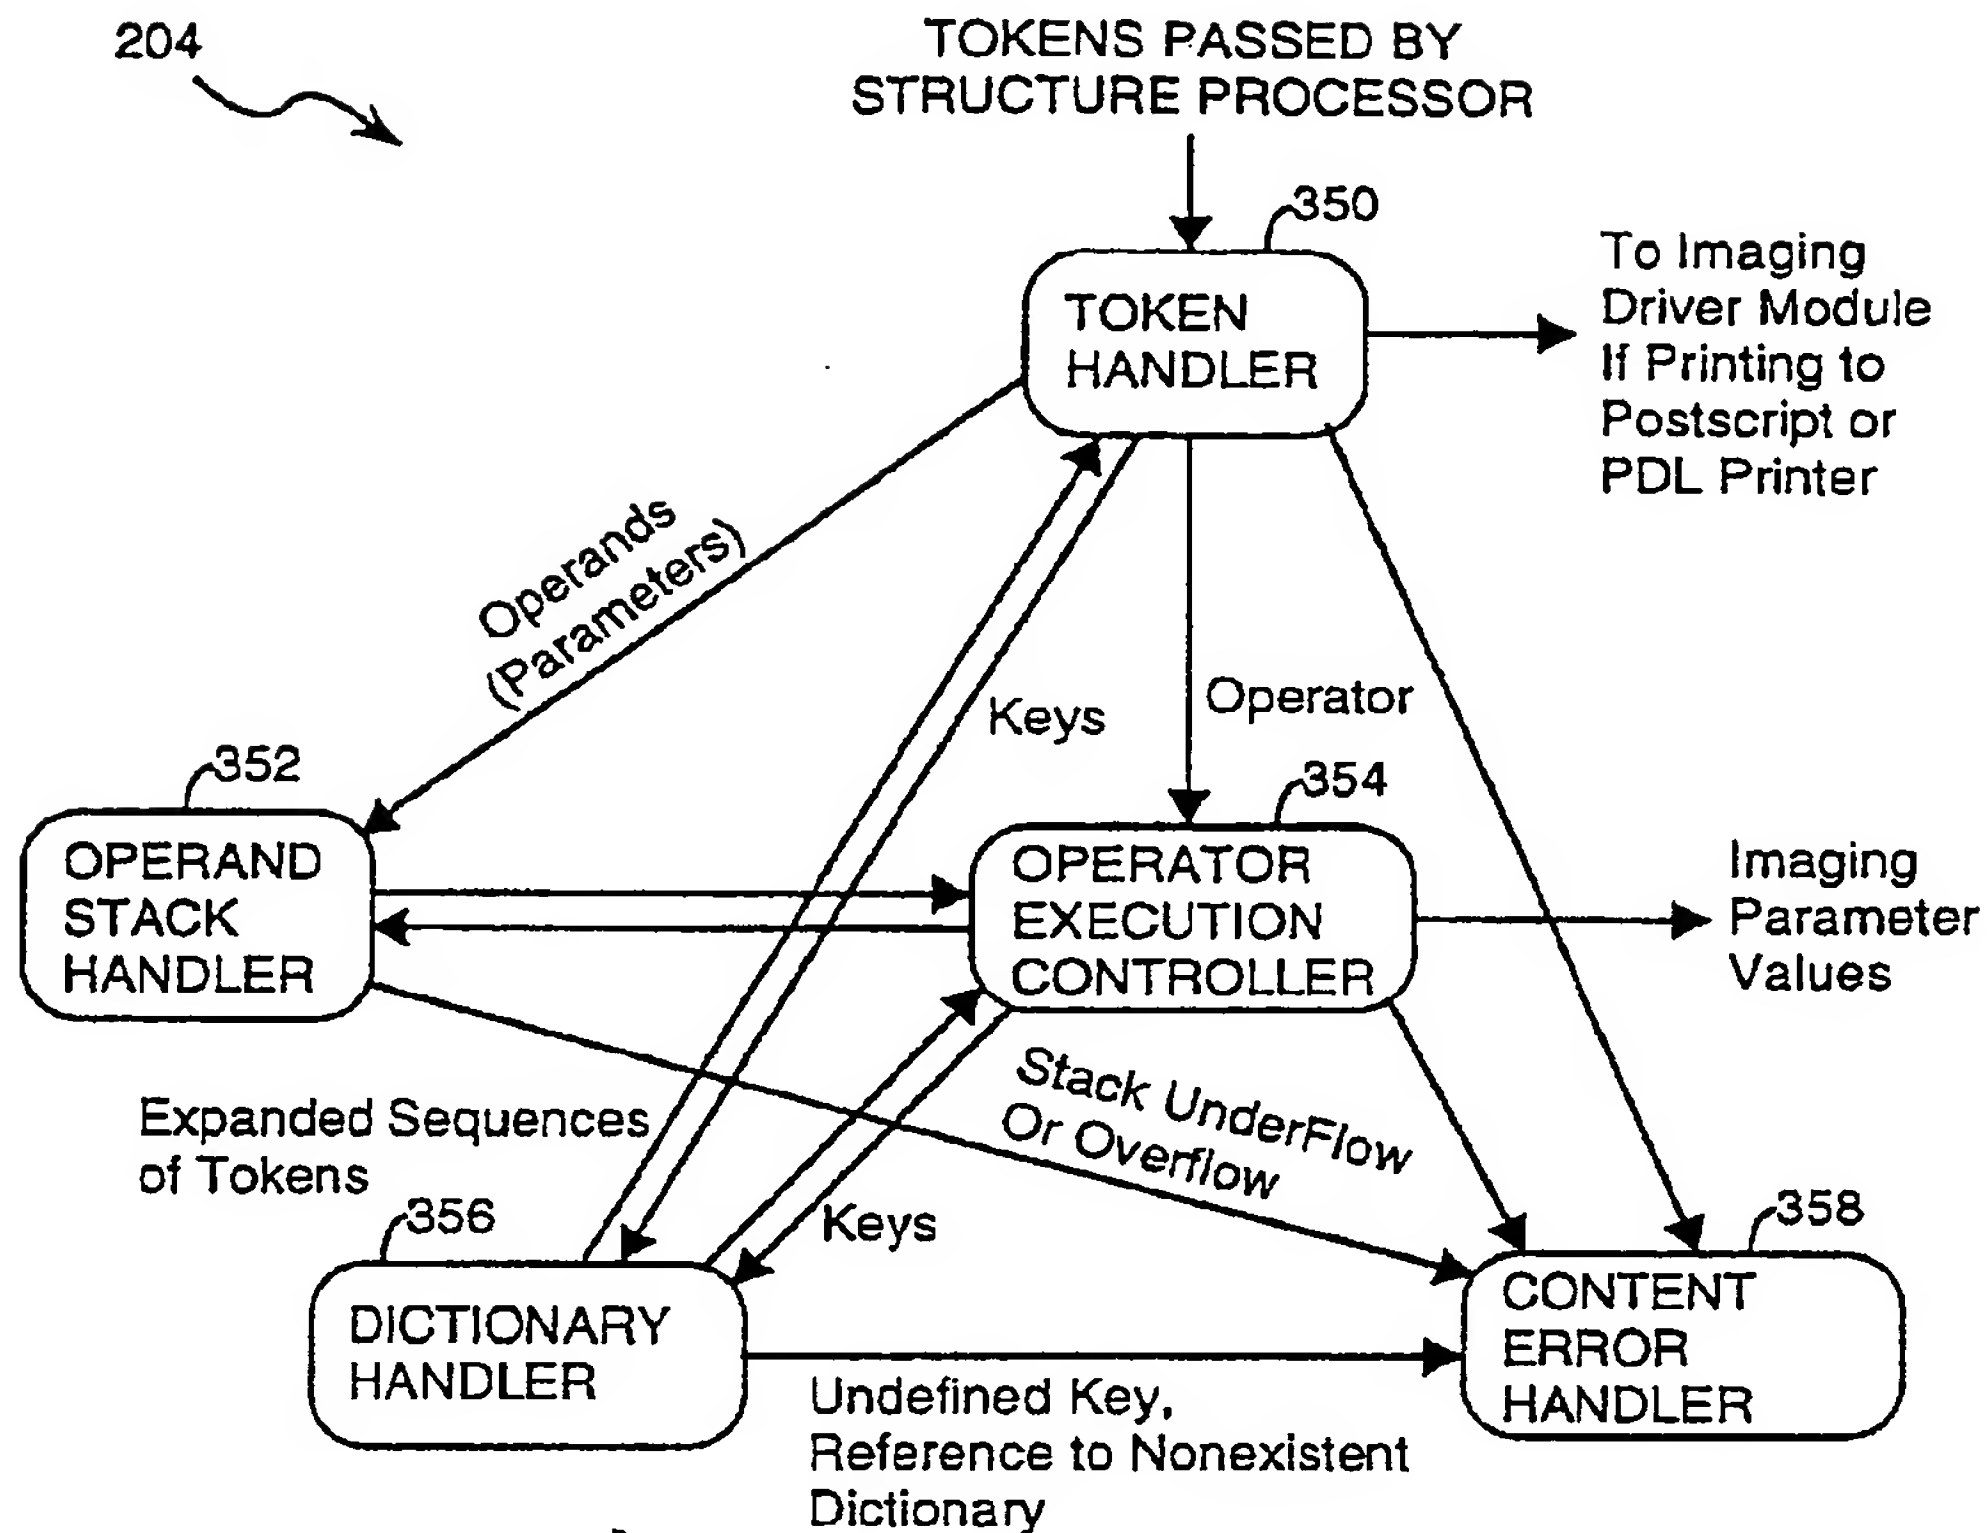 204
TOKENS PASSED BY
STRUCTURE PROCESSOR
350
TOKEN
HANDLER
To Imaging
Driver Module
If Printing to
Postscript or
PDL Printer
Operands
(Parameters)
Keys
Operator
352
OPERAND
STACK
HANDLER
354
OPERATOR
EXECUTION
CONTROLLER
Imaging
Parameter
Values
Stack UnderFlow
Or Overflow
Expanded Sequences
of Tokens
356
Keys
DICTIONARY
HANDLER
358
CONTENT
ERROR
HANDLER
Undefined Key,
Reference to Nonexistent
Dictionary